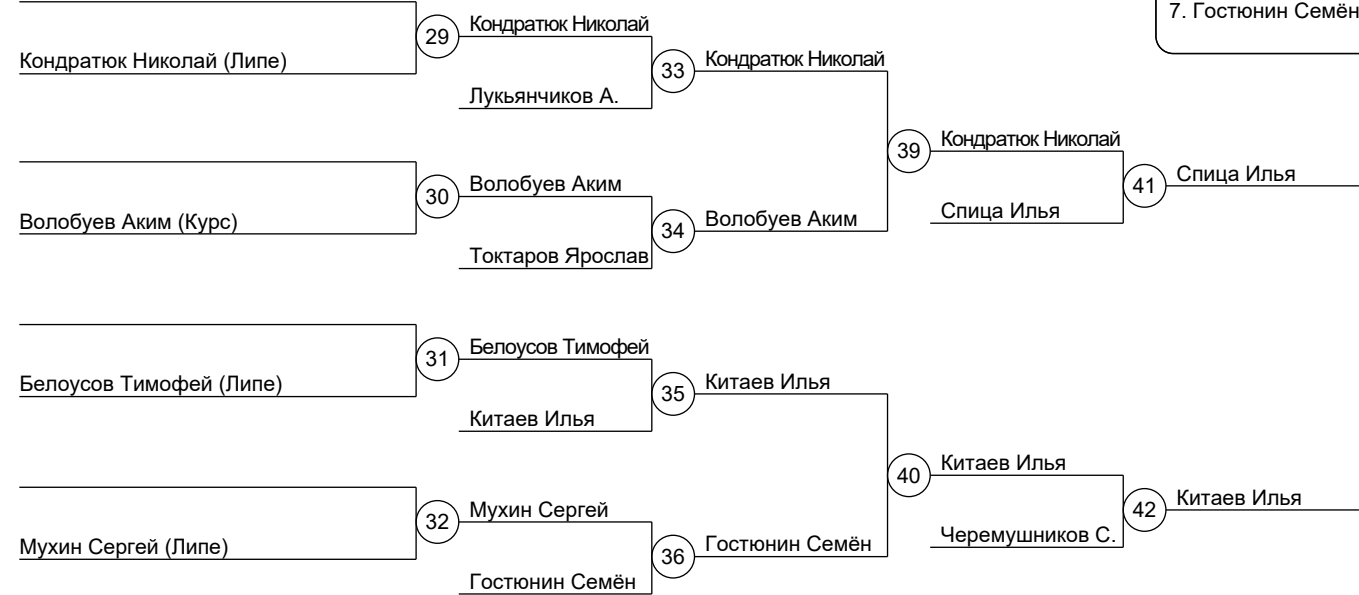 7. Гостюнин Семён
29
Кондратюк Николай
Кондратюк Николай (Липе)
33
Кондратюк Николай
Лукьянчиков А.
39
Кондратюк Николай
30
Волобуев Аким
41
Спица Илья
Волобуев Аким (Курс)
34
Волобуев Аким
Спица Илья
Токтаров Ярослав
31
Белоусов Тимофей
Белоусов Тимофей (Липе)
35
Китаев Илья
Китаев Илья
40
Китаев Илья
32
Мухин Сергей
42
Китаев Илья
Мухин Сергей (Липе)
36
Гостюнин Семён
Черемушников С.
Гостюнин Семён